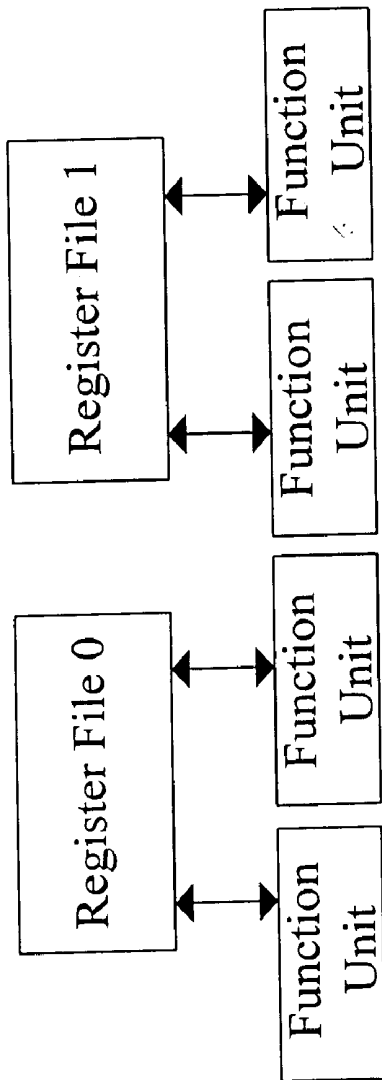 Register File 0
Register File 1
Function
Unit
Function
Unit
Function
Unit
Function
Unit